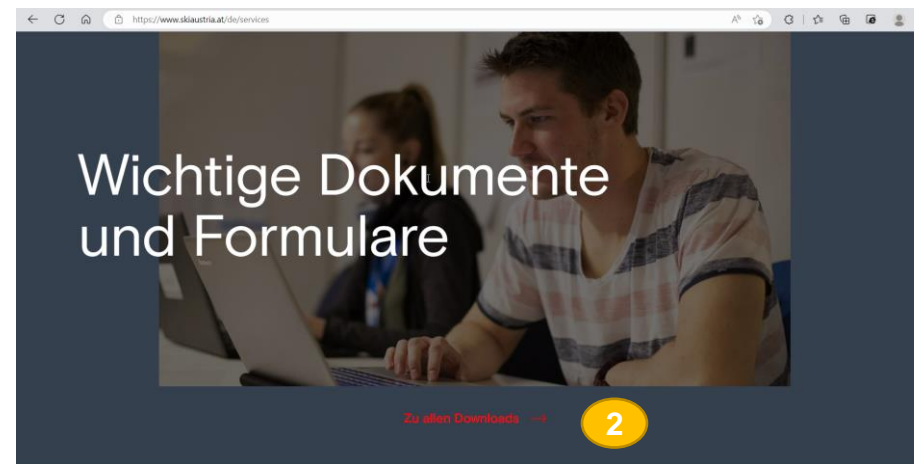 https://www.skiaustria.at/de/services
Wichtige Dokumente
und Formulare
Zu allen Downloads →
2